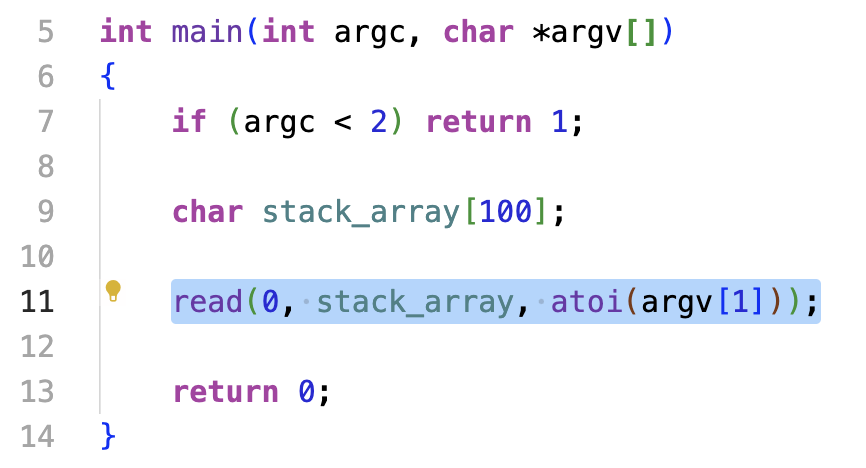 5 int main(int argc, char *argv[])
6 {
7 if (argc < 2) return 1;
8
9 char stack_array[100];
10
11 read(0, stack_array, atoi(argv[1]));
12
13 return 0;
14 }